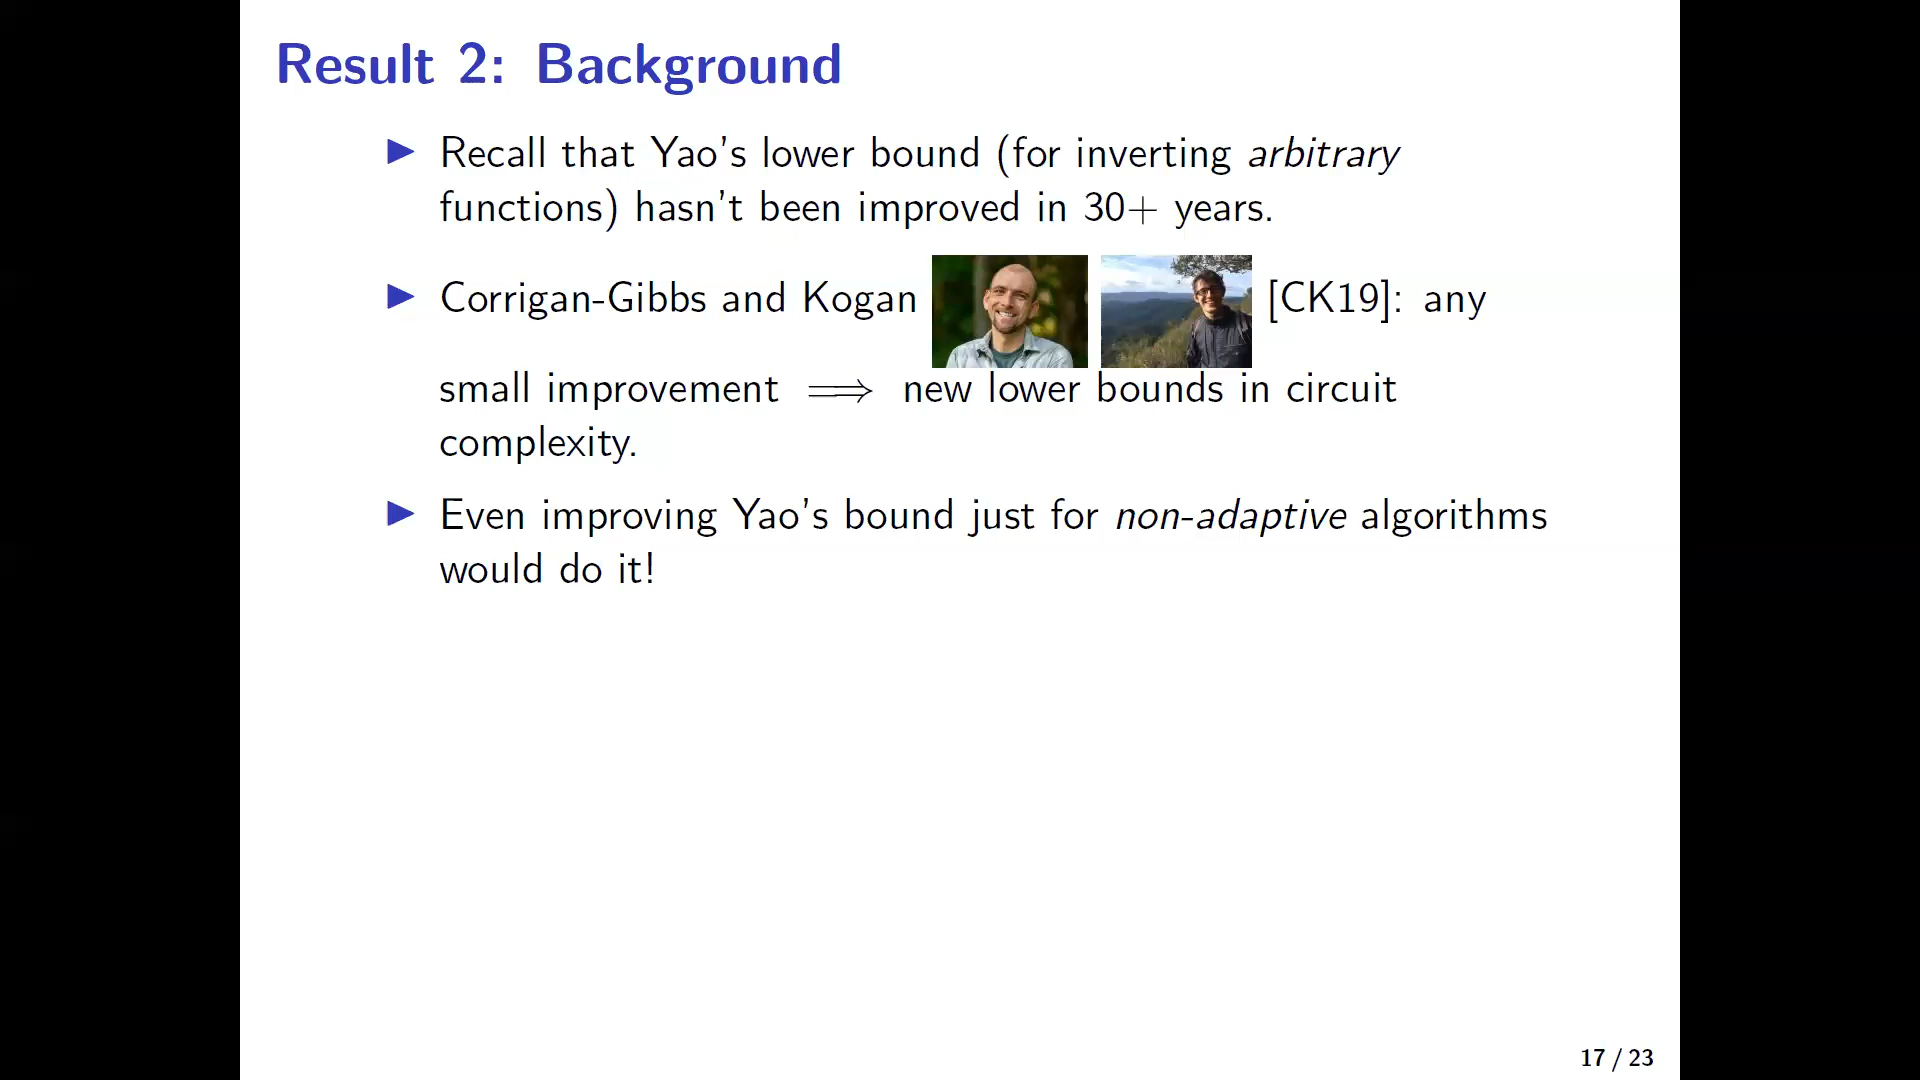 Result 2: Background
▶ Recall that Yao's lower bound (for inverting arbitrary
functions) hasn't been improved in 30+ years.
▶ Corrigan-Gibbs and Kogan [CK19]: any
small improvement ⟹ new lower bounds in circuit
complexity.
▶ Even improving Yao's bound just for non-adaptive algorithms
would do it!
17 / 23